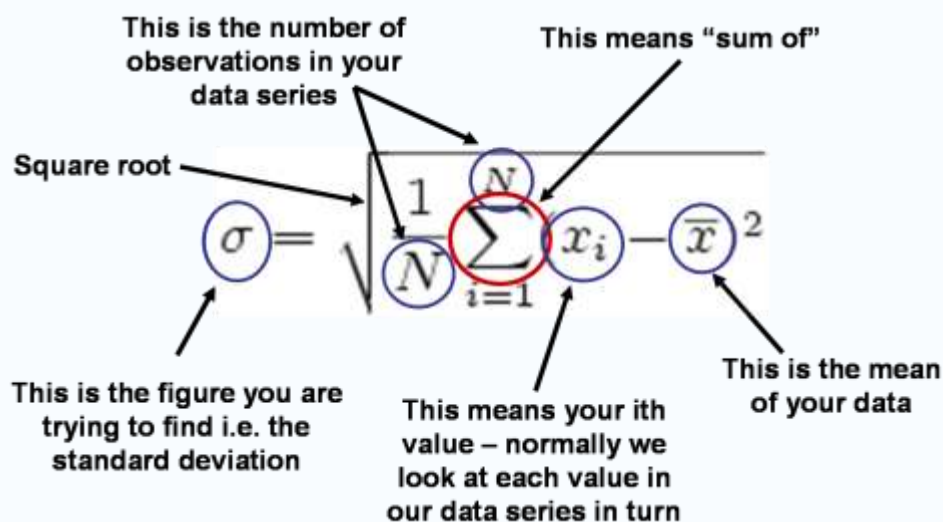 This is the number of
observations in your
data series
This means “sum of”
Square root
σ = √ 1/N N ∑ i=1 x_i − x̅ ²
This is the figure you are
trying to find i.e. the
standard deviation
This means your ith
value – normally we
look at each value in
our data series in turn
This is the mean
of your data